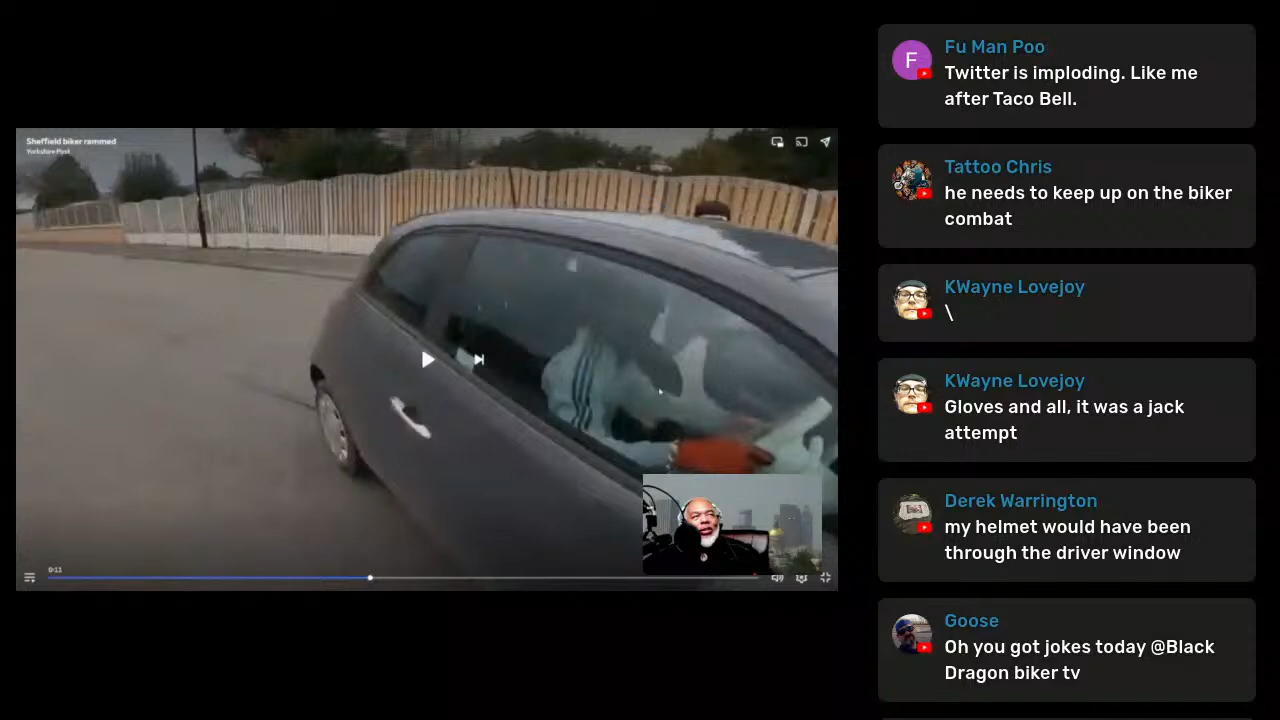 Sheffield biker rammed
Yorkshire Post
0:11
F
Fu Man Poo
Twitter is imploding. Like me
after Taco Bell.
Tattoo Chris
he needs to keep up on the biker
combat
KWayne Lovejoy
\
KWayne Lovejoy
Gloves and all, it was a jack
attempt
Derek Warrington
my helmet would have been
through the driver window
Goose
Oh you got jokes today @Black
Dragon biker tv